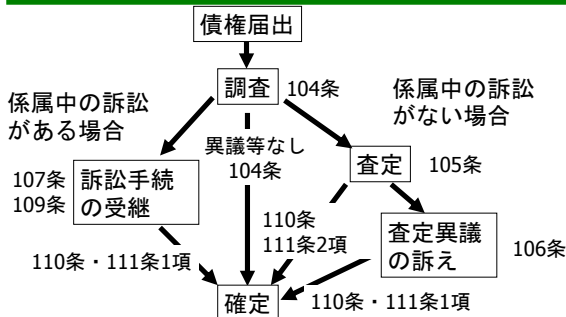 債権届出
調査
104条
係属中の訴訟
がある場合
係属中の訴訟
がない場合
異議等なし
104条
107条
109条
訴訟手続
の受継
査定
105条
110条
111条2項
査定異議
の訴え
106条
110条・111条1項
確定
110条・111条1項